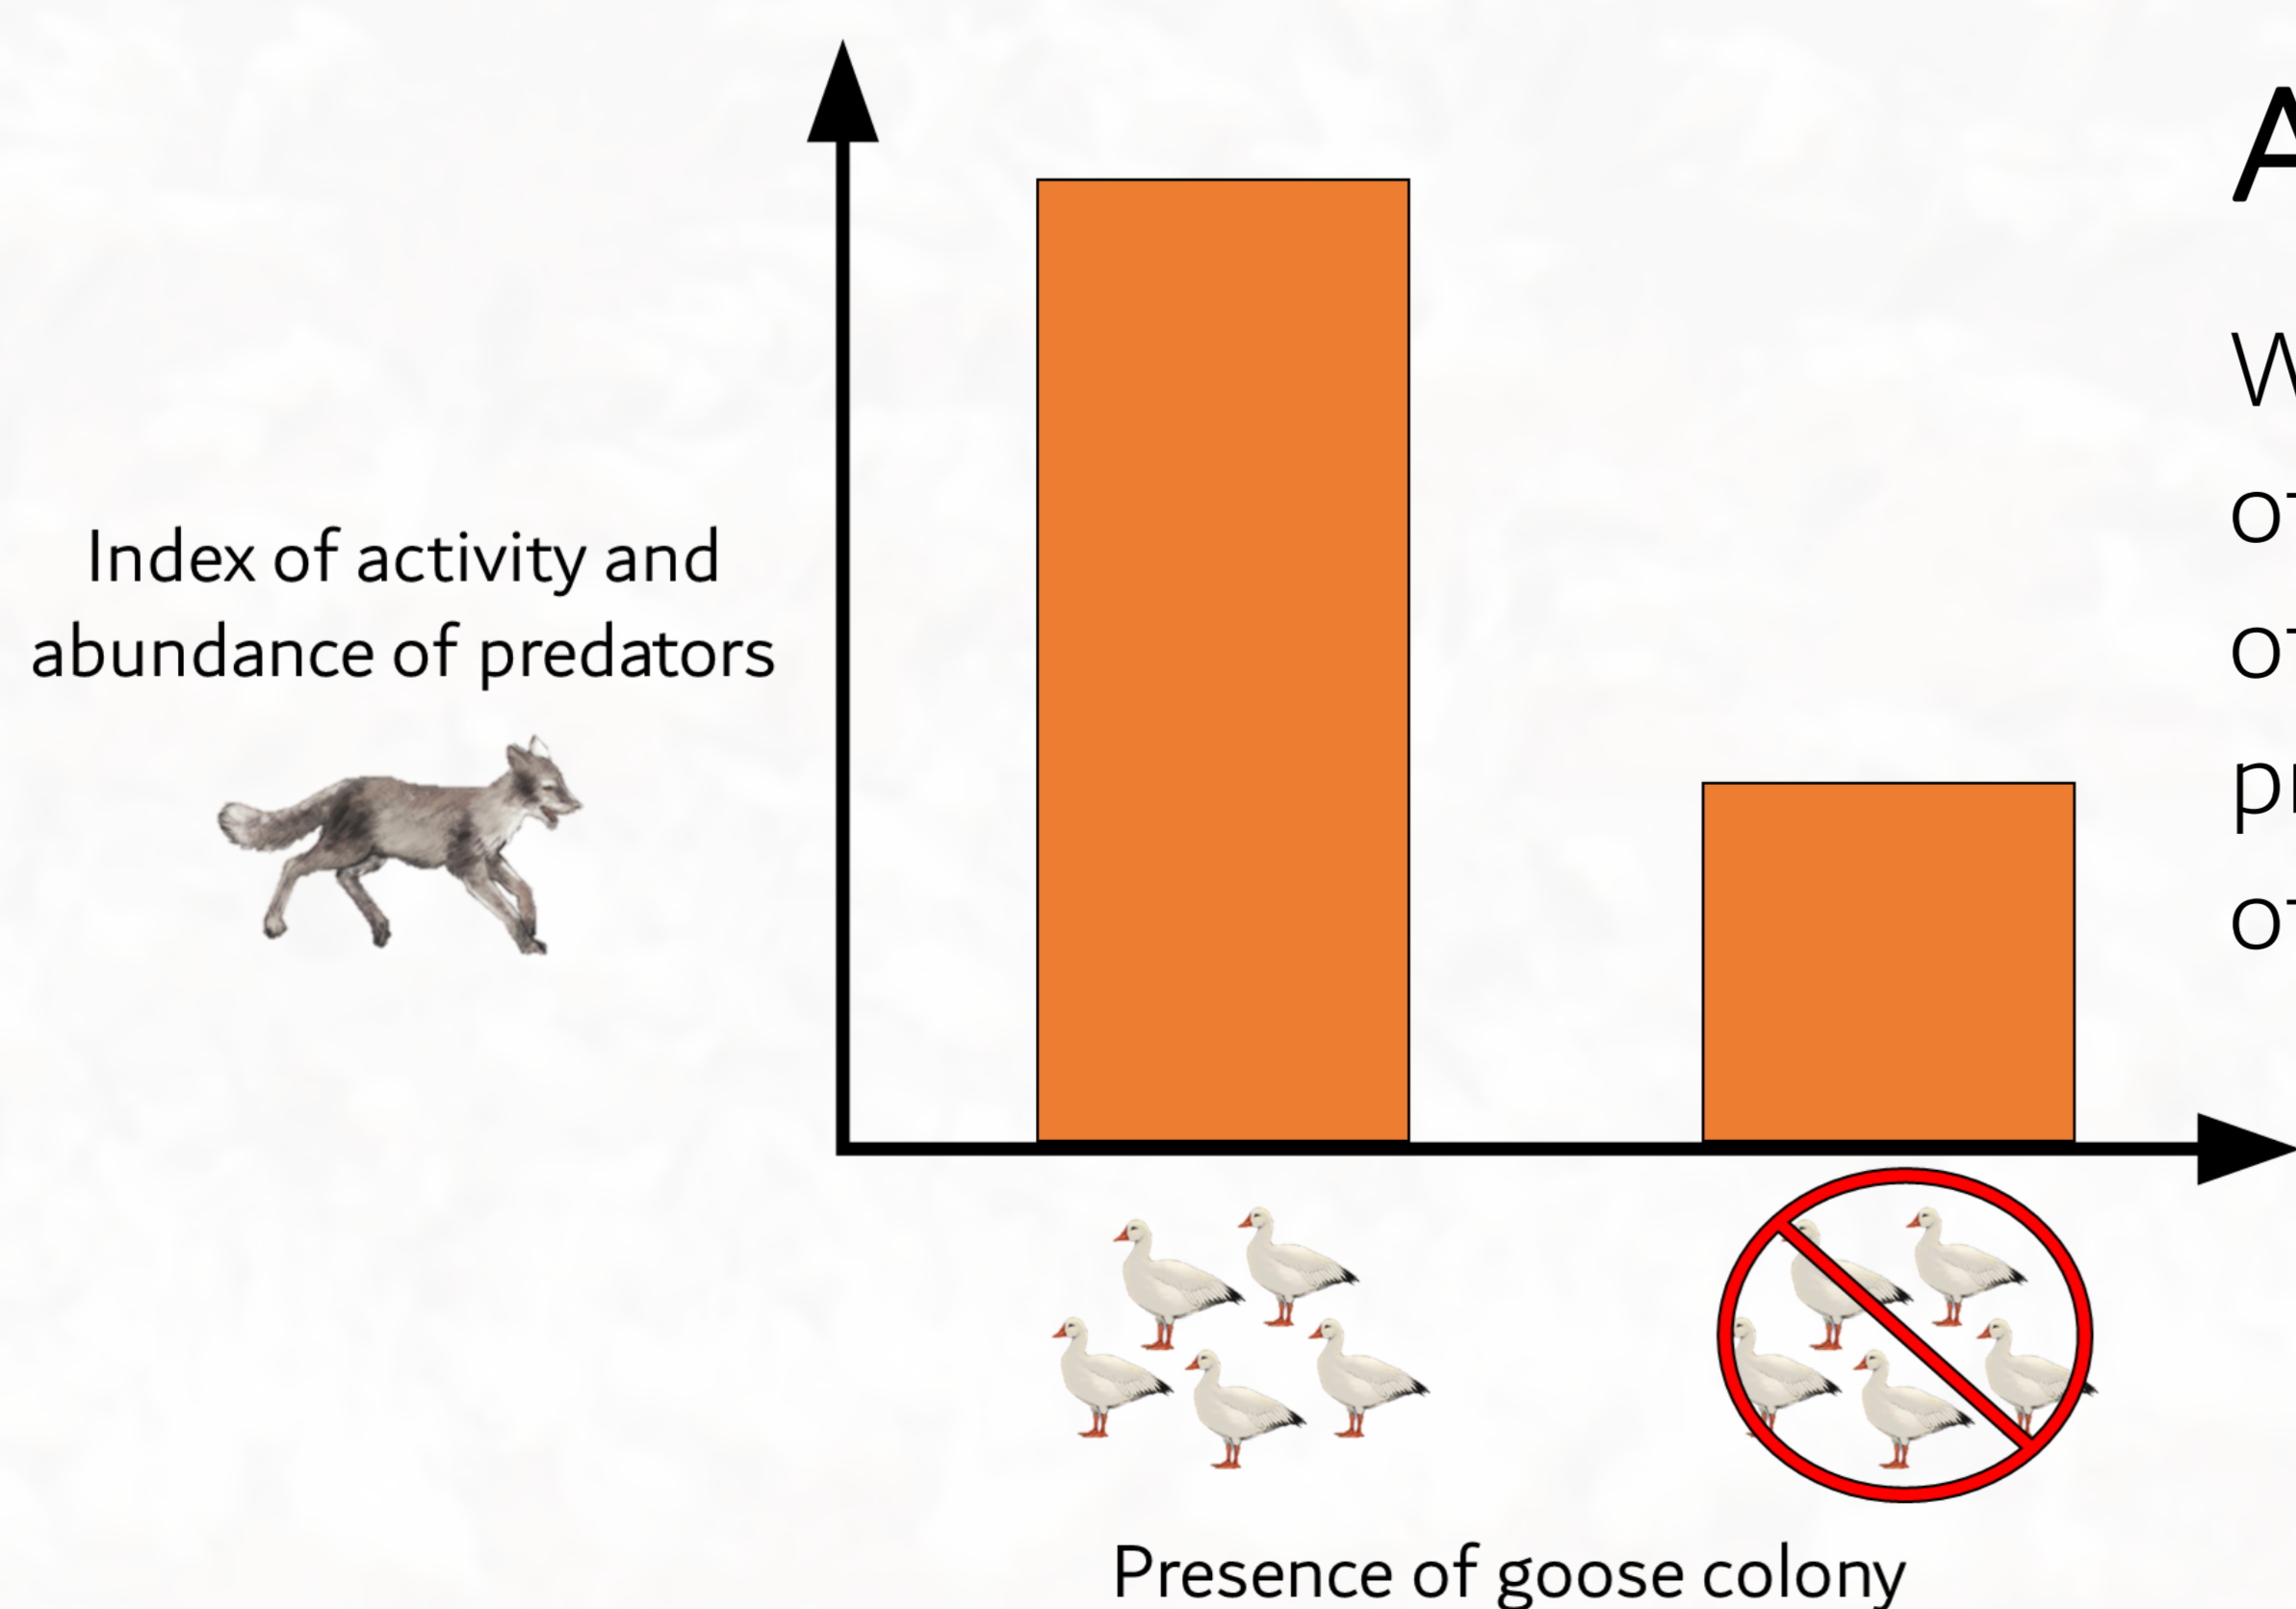 Index of activity and
abundance of predators
Presence of goose colony